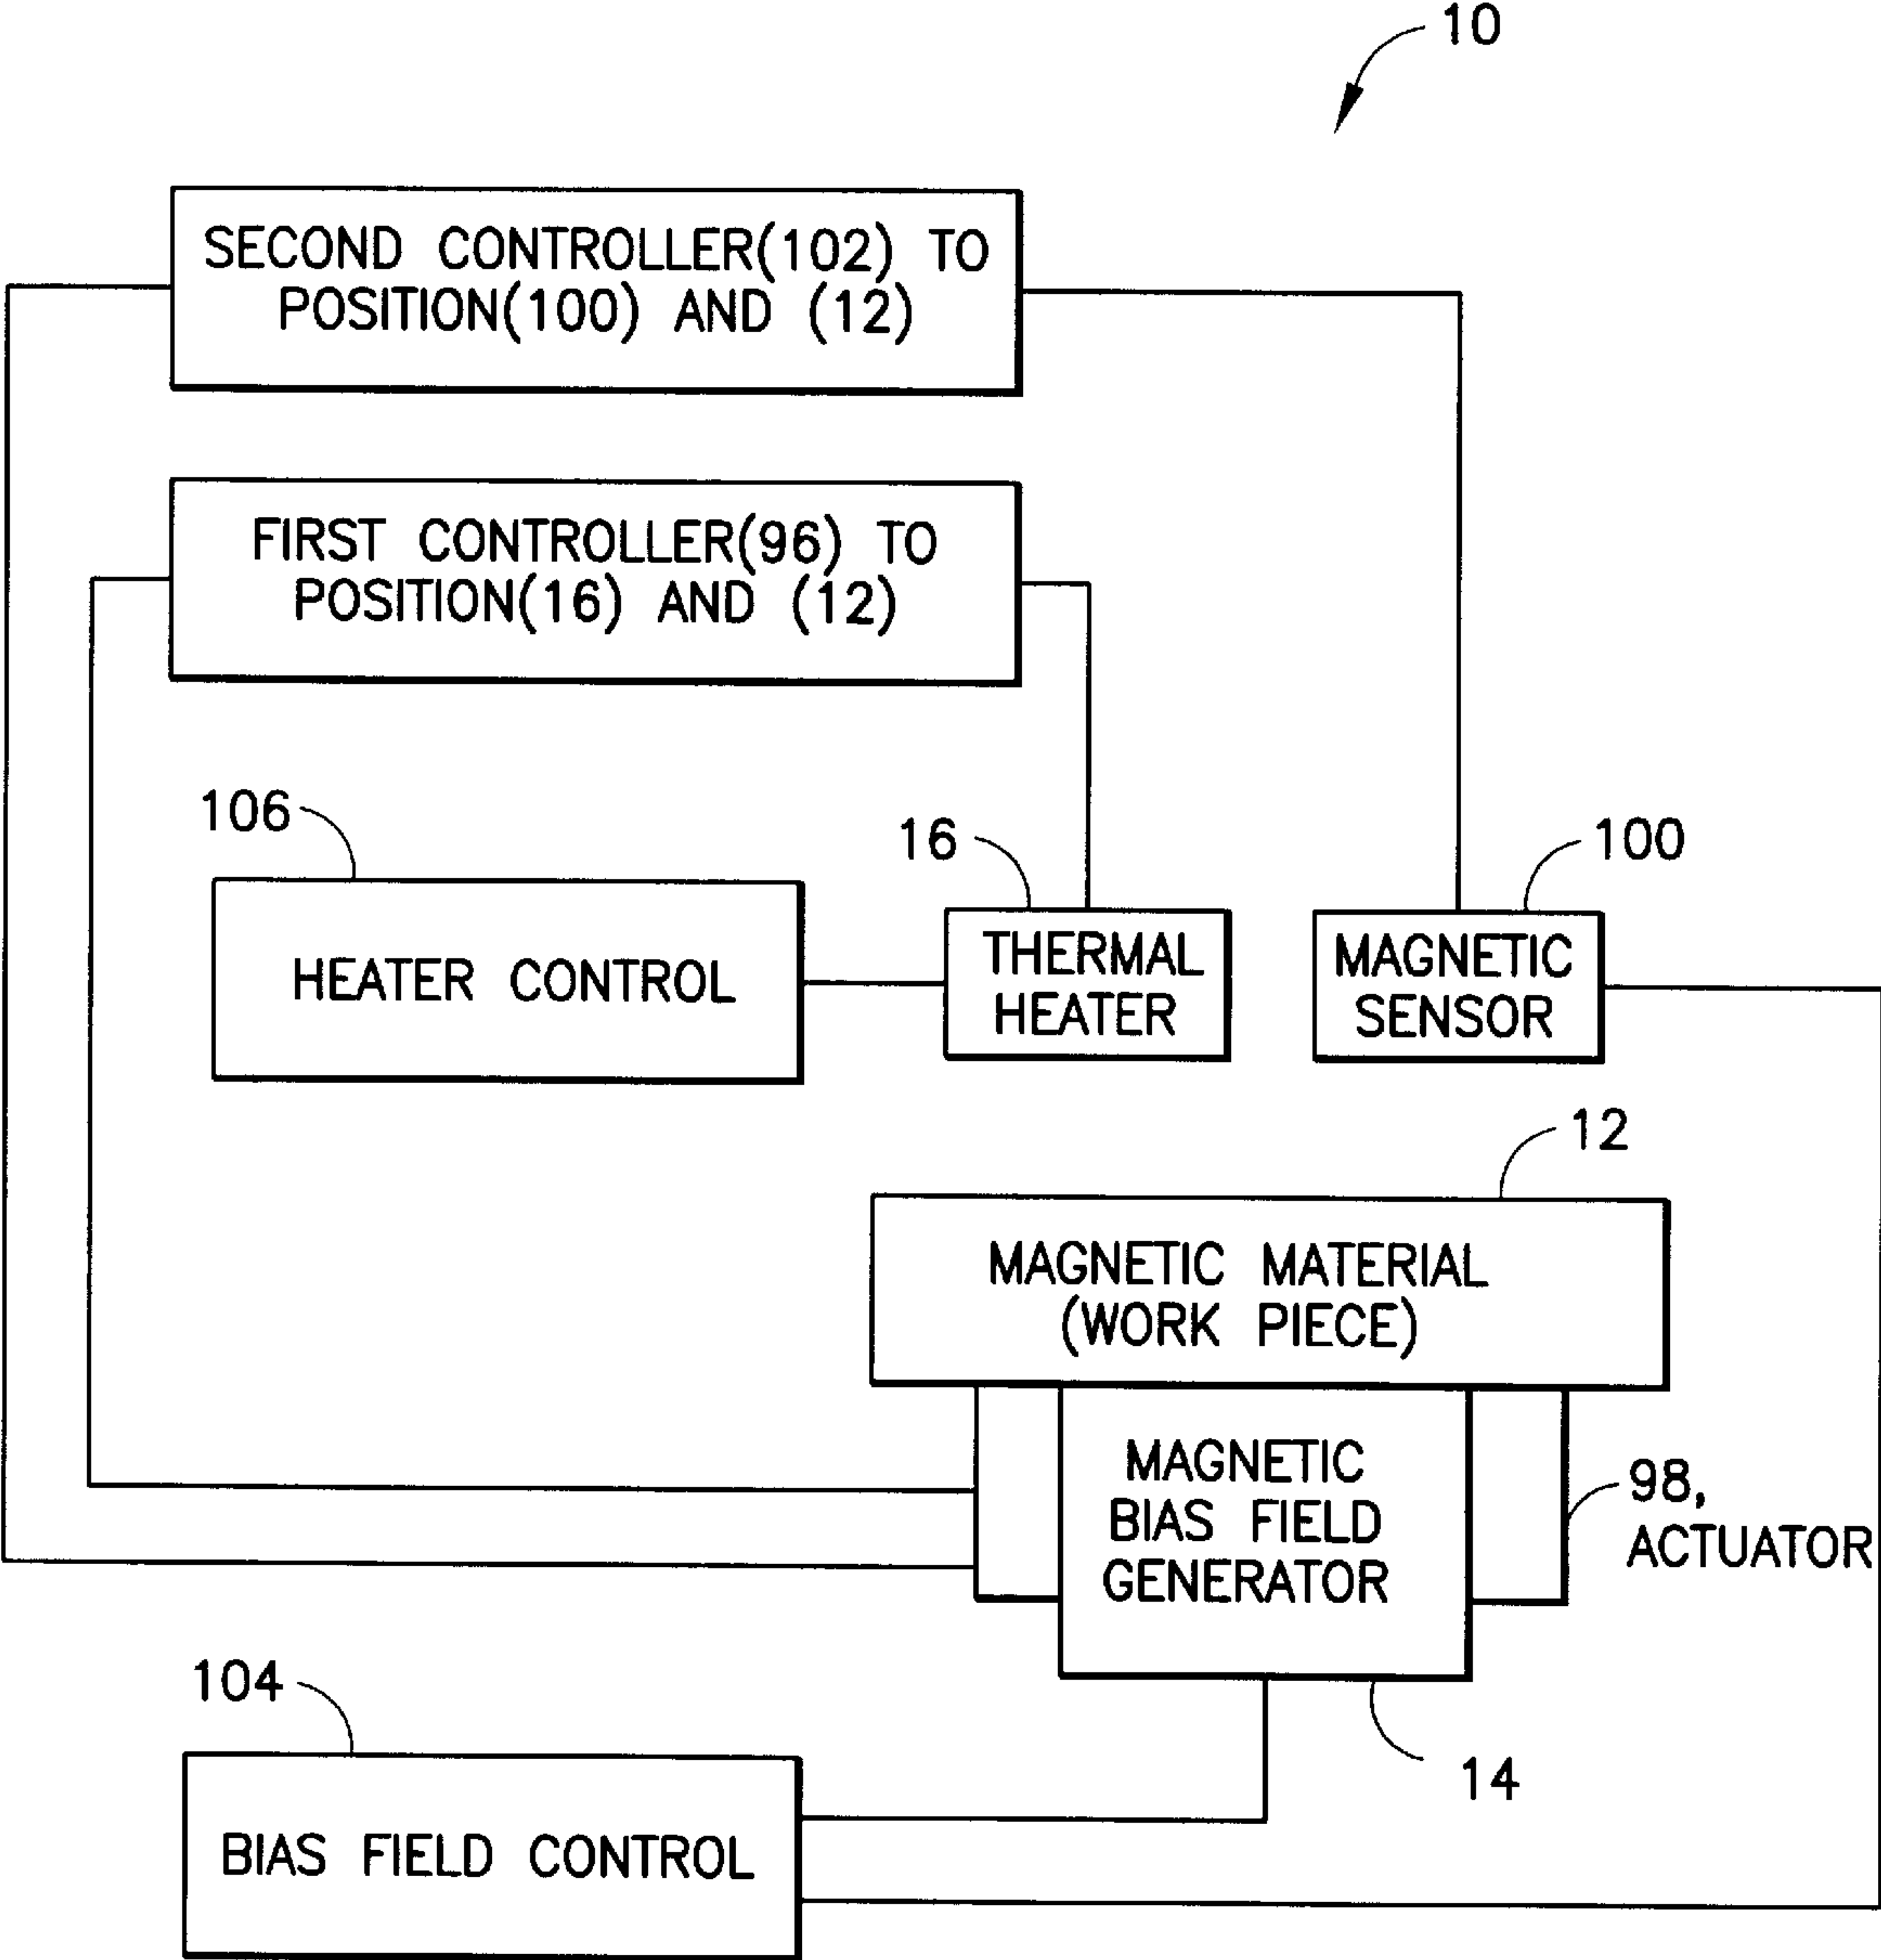 10
SECOND CONTROLLER(102) TO
POSITION(100) AND (12)
FIRST CONTROLLER(96) TO
POSITION(16) AND (12)
106
16
100
HEATER CONTROL
THERMAL
HEATER
MAGNETIC
SENSOR
12
MAGNETIC MATERIAL
(WORK PIECE)
MAGNETIC
BIAS FIELD
GENERATOR
98,
ACTUATOR
104
14
BIAS FIELD CONTROL